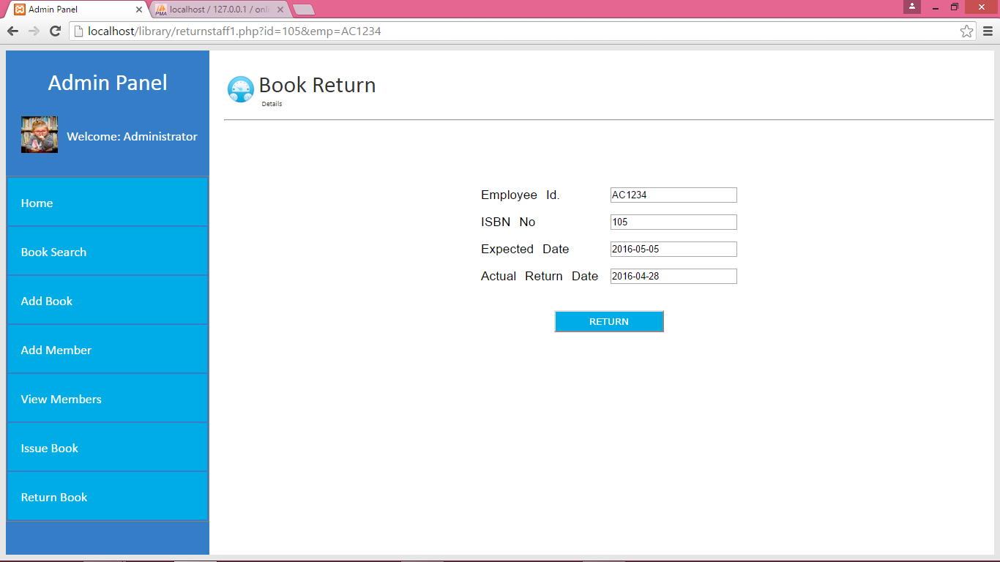 Admin Panel
PMA
localhost / 127.0.0.1 / onli
localhost/library/returnstaff1.php?id=105&emp=AC1234
Admin Panel
Welcome: Administrator
Home
Book Search
Add Book
Add Member
View Members
Issue Book
Return Book
Book Return
Details
Employee Id. AC1234
ISBN No 105
Expected Date 2016-05-05
Actual Return Date 2016-04-28
RETURN